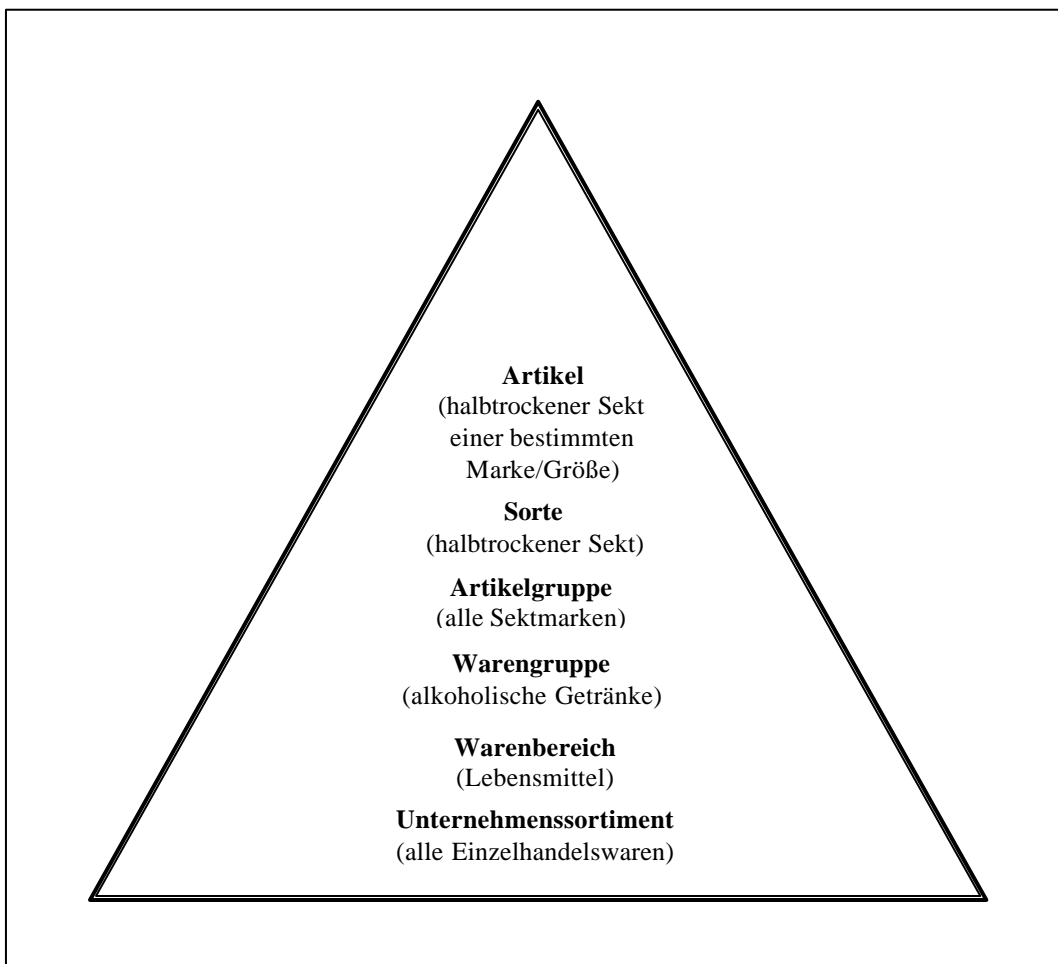 Artikel
(halbtrockener Sekt
einer bestimmten
Marke/Größe)
Sorte
(halbtrockener Sekt)
Artikelgruppe
(alle Sektmarken)
Warengruppe
(alkoholische Getränke)
Warenbereich
(Lebensmittel)
Unternehmenssortiment
(alle Einzelhandelswaren)